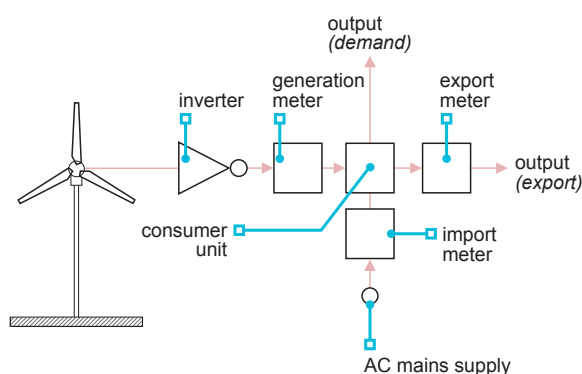 output
(demand)
generation
meter
export
meter
inverter
output
(export)
consumer
unit
import
meter
AC mains supply